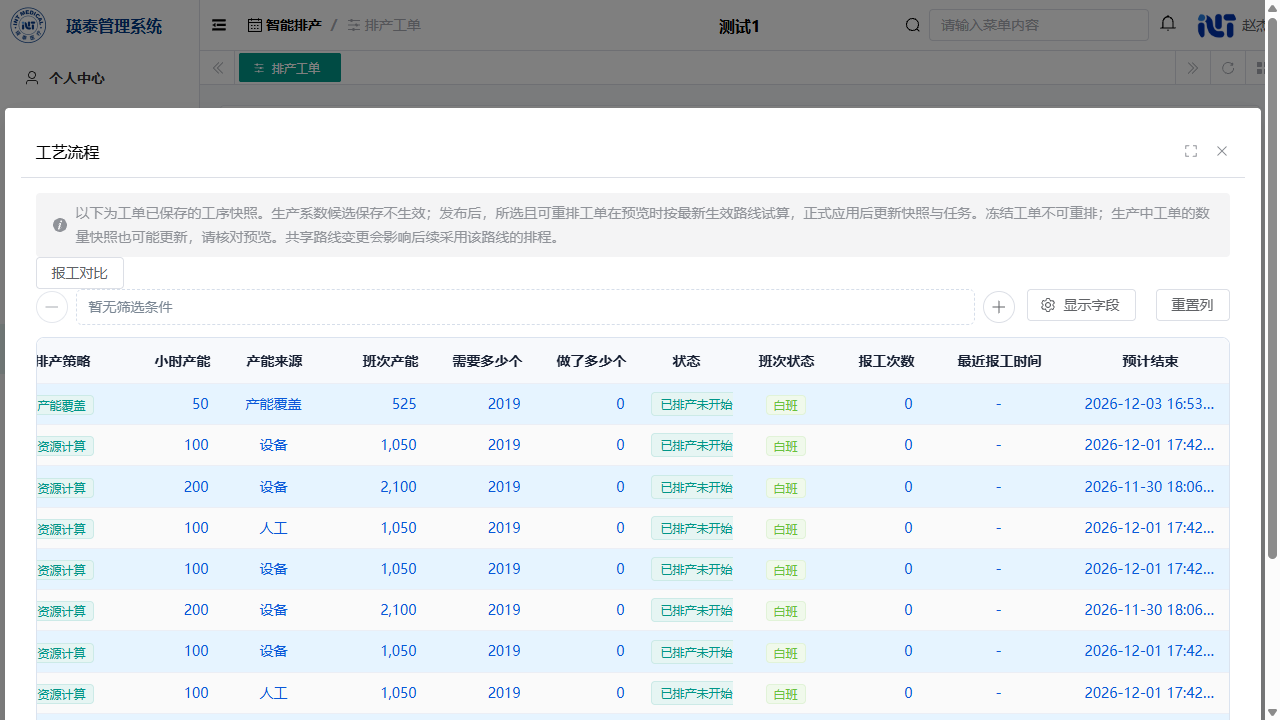 瑛泰管理系统
智能排产 / 排产工单
测试1
请输入菜单内容
个人中心
排产工单
工艺流程
以下为工单已保存的工序快照。生产系数候选保存不生效；发布后，所选且可重排工单在预览时按最新生效路线试算，正式应用后更新快照与任务。冻结工单不可重排；生产中工单的数
量快照也可能更新，请核对预览。共享路线变更会影响后续采用该路线的排程。
报工对比
暂无筛选条件 显示字段 重置列
排产策略 小时产能 产能来源 班次产能 需要多少个 做了多少个 状态 班次状态 报工次数 最近报工时间 预计结束
产能覆盖 50 产能覆盖 525 2019 0 已排产未开始 白班 0 - 2026-12-03 16:53...
资源计算 100 设备 1,050 2019 0 已排产未开始 白班 0 - 2026-12-01 17:42...
资源计算 200 设备 2,100 2019 0 已排产未开始 白班 0 - 2026-11-30 18:06...
资源计算 100 人工 1,050 2019 0 已排产未开始 白班 0 - 2026-12-01 17:42...
资源计算 100 设备 1,050 2019 0 已排产未开始 白班 0 - 2026-12-01 17:42...
资源计算 200 设备 2,100 2019 0 已排产未开始 白班 0 - 2026-11-30 18:06...
资源计算 100 设备 1,050 2019 0 已排产未开始 白班 0 - 2026-12-01 17:42...
资源计算 100 人工 1,050 2019 0 已排产未开始 白班 0 - 2026-12-01 17:42...